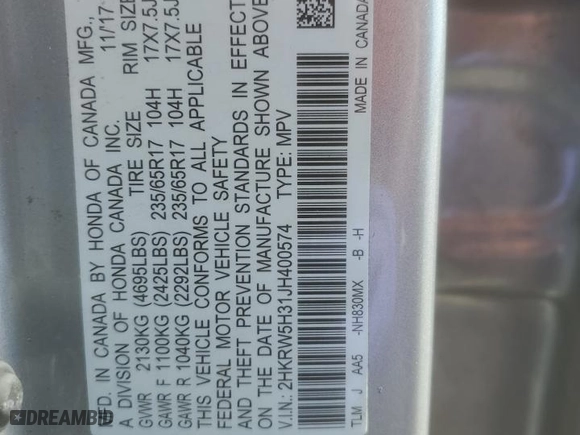 FD. IN CANADA BY HONDA OF CANADA MFG.,
A DIVISION OF HONDA CANADA INC. 11/17
TIRE SIZE RIM SIZE
GVWR 2130KG (4695LBS)
GAWR F 1100KG (2425LBS) 235/65R17 104H 17X7.5J
GAWR R 1040KG (2292LBS) 235/65R17 104H 17X7.5J
THIS VEHICLE CONFORMS TO ALL APPLICABLE
FEDERAL MOTOR VEHICLE SAFETY
AND THEFT PREVENTION STANDARDS IN EFFECT
ON THE DATE OF MANUFACTURE SHOWN ABOVE
V.I.N.: 2HKRW5H31JH400574 TYPE: MPV
TLM J AA5 -NH830MX -B -H MADE IN CANADA
DREAMBID